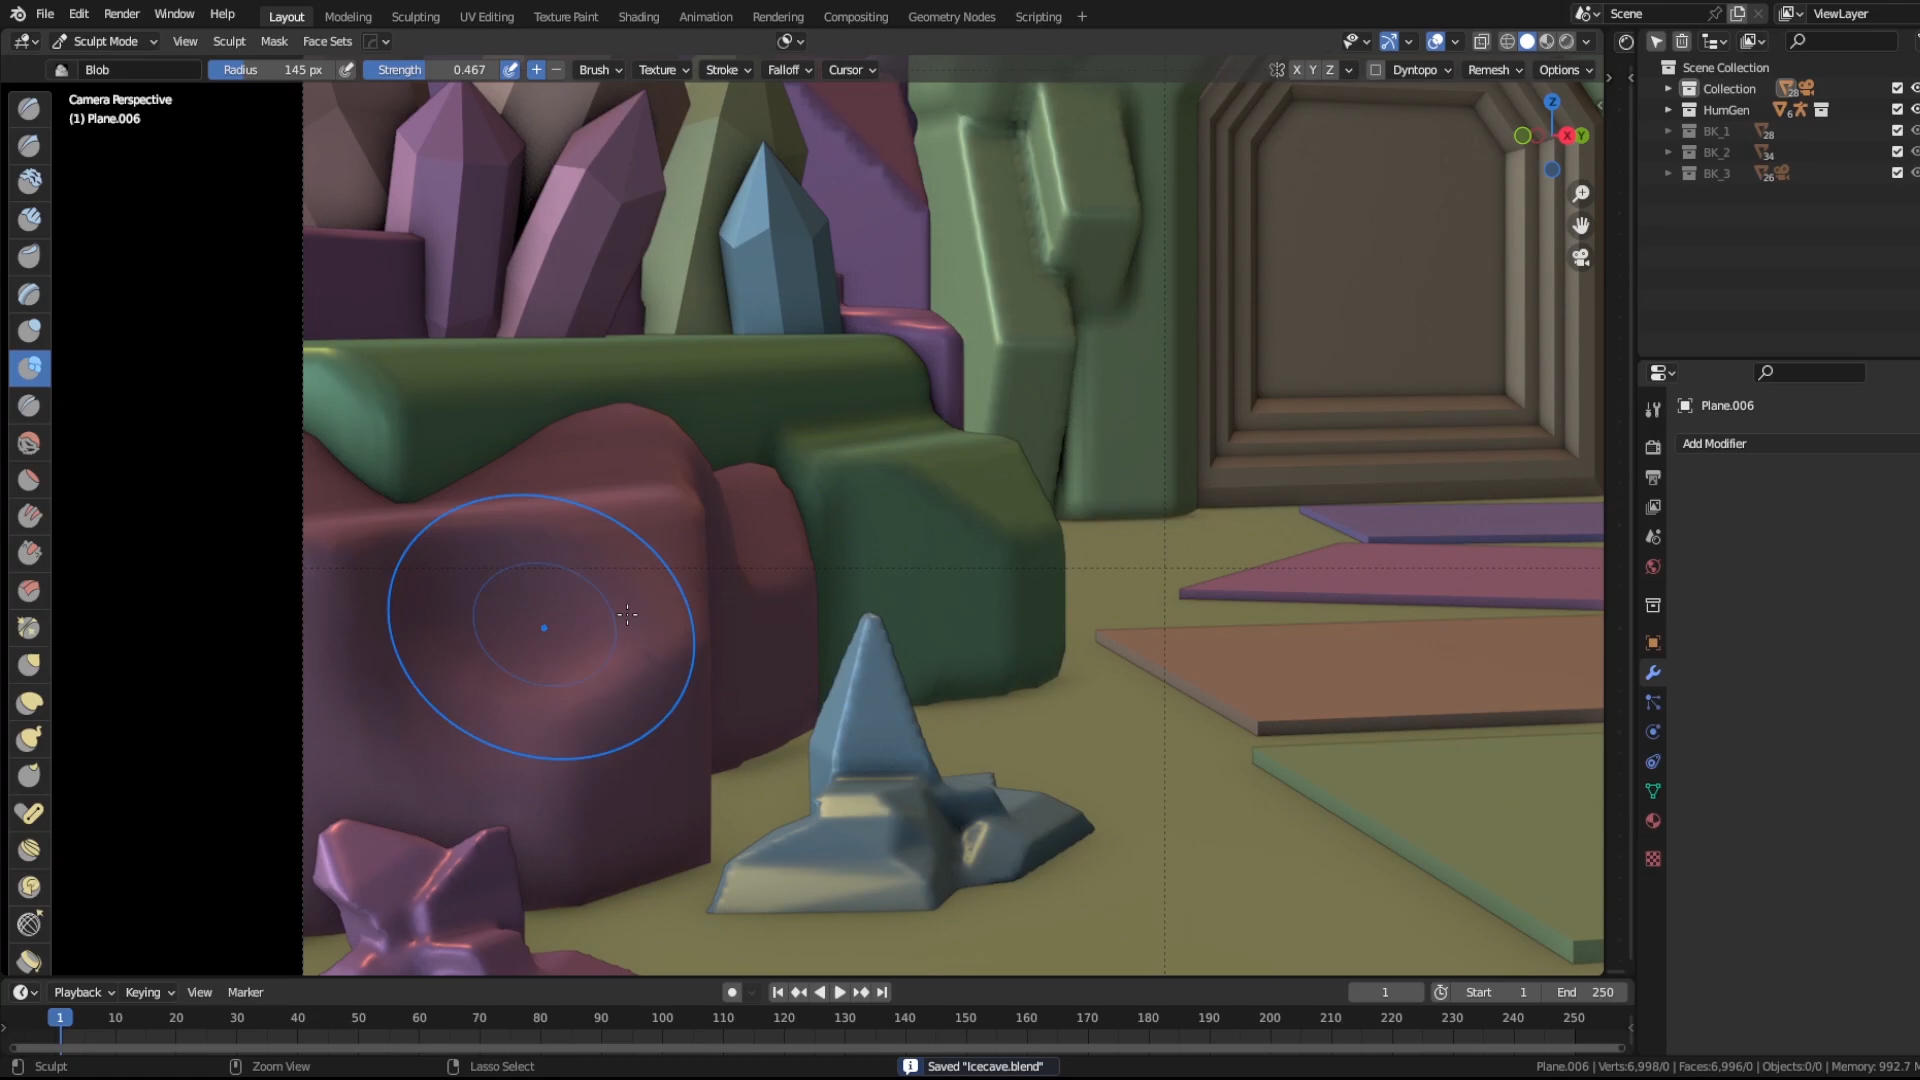 File Edit Render Window Help Layout Modeling Sculpting UV Editing Texture Paint Shading Animation Rendering Compositing Geometry Nodes Scripting + Scene ViewLayer
Sculpt Mode View Sculpt Mask Face Sets
Blob Radius 145 px Strength 0.467 + − Brush Texture Stroke Falloff Cursor X Y Z Dyntopo Remesh Options
Camera Perspective
(1) Plane.006
Z
X
Y
Scene Collection
Collection 28
HumGen 6
BK_1 28
BK_2 34
BK_3 26
Plane.006
Add Modifier
Playback Keying View Marker 1 Start 1 End 250
1 10 20 30 40 50 60 70 80 90 100 110 120 130 140 150 160 170 180 190 200 210 220 230 240 250
Sculpt Zoom View Lasso Select Saved "Icecave.blend" Plane.006 | Verts:6,998/0 | Faces:6,996/0 | Objects:0/0 | Memory: 992.7